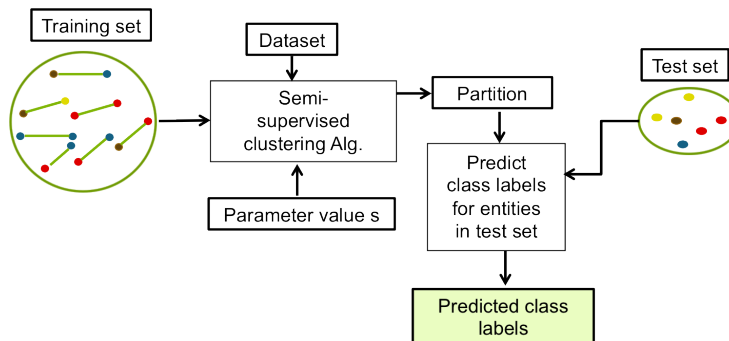 Training set
Dataset
Test set
Semi-
supervised
clustering Alg.
Partition
Predict
class labels
for entities
in test set
Parameter value s
Predicted class
labels